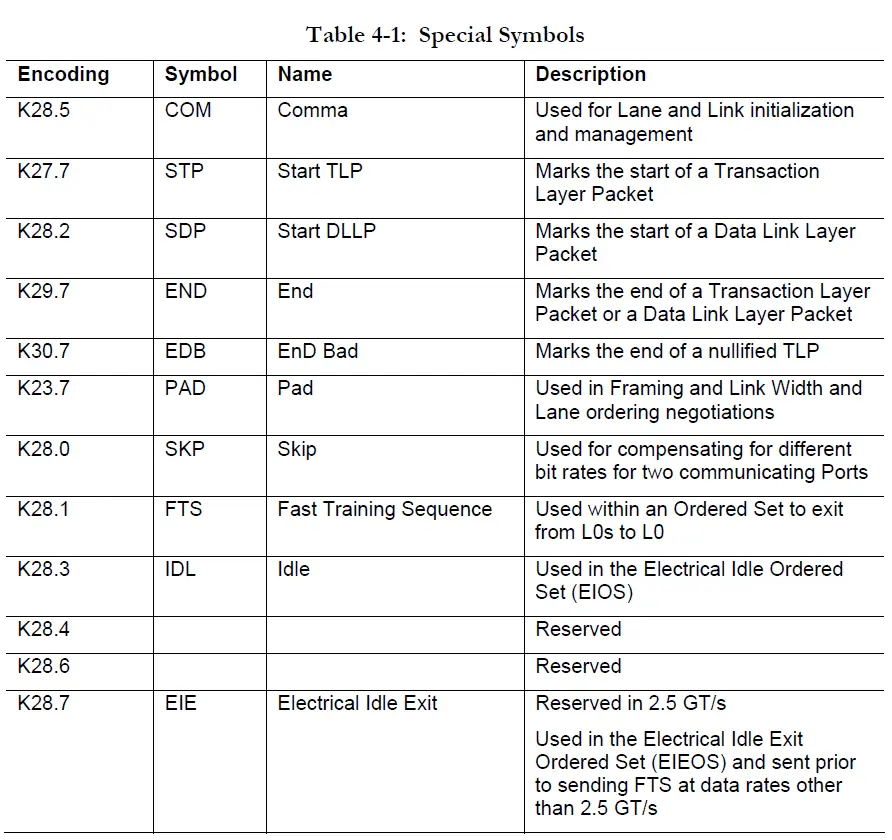 Table 4-1: Special Symbols
Encoding Symbol Name Description
K28.5 COM Comma Used for Lane and Link initialization
and management
K27.7 STP Start TLP Marks the start of a Transaction
Layer Packet
K28.2 SDP Start DLLP Marks the start of a Data Link Layer
Packet
K29.7 END End Marks the end of a Transaction Layer
Packet or a Data Link Layer Packet
K30.7 EDB EnD Bad Marks the end of a nullified TLP
K23.7 PAD Pad Used in Framing and Link Width and
Lane ordering negotiations
K28.0 SKP Skip Used for compensating for different
bit rates for two communicating Ports
K28.1 FTS Fast Training Sequence Used within an Ordered Set to exit
from L0s to L0
K28.3 IDL Idle Used in the Electrical Idle Ordered
Set (EIOS)
K28.4 Reserved
K28.6 Reserved
K28.7 EIE Electrical Idle Exit Reserved in 2.5 GT/s
Used in the Electrical Idle Exit
Ordered Set (EIEOS) and sent prior
to sending FTS at data rates other
than 2.5 GT/s